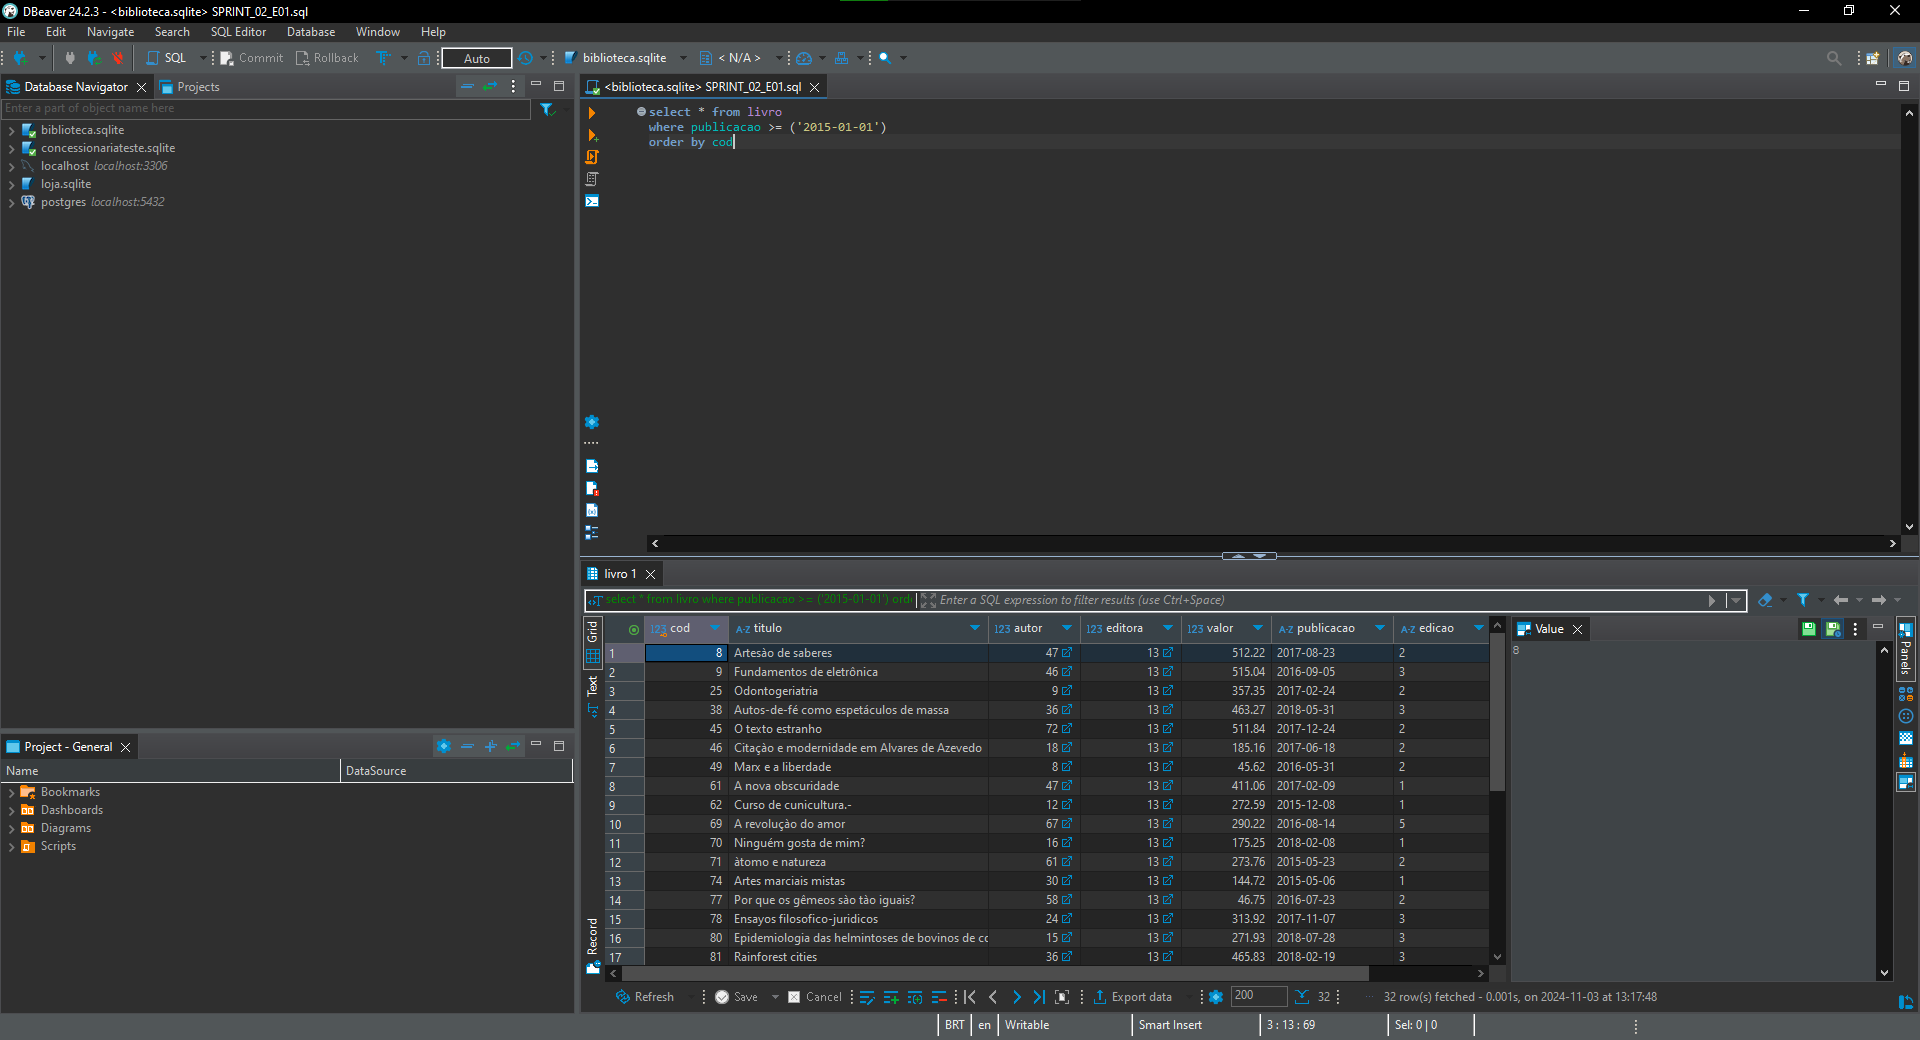 DBeaver 24.2.3 - <biblioteca.sqlite> SPRINT_02_E01.sql
File Edit Navigate Search SQL Editor Database Window Help
SQL Commit Rollback Auto biblioteca.sqlite < N/A >
Database Navigator Projects
Enter a part of object name here
biblioteca.sqlite
concessionariateste.sqlite
localhost localhost:3306
loja.sqlite
postgres localhost:5432
Project - General
Name DataSource
Bookmarks
Dashboards
Diagrams
Scripts
<biblioteca.sqlite> SPRINT_02_E01.sql
select * from livro
where publicacao >= ('2015-01-01')
order by cod
livro 1
select * from livro where publicacao >= ('2015-01-01') ord Enter a SQL expression to filter results (use Ctrl+Space)
Grid
Text
Record
123 cod A-Z titulo 123 autor 123 editora 123 valor A-Z publicacao A-Z edicao
1 8 Artesào de saberes 47 13 512.22 2017-08-23 2
2 9 Fundamentos de eletrônica 46 13 515.04 2016-09-05 3
3 25 Odontogeriatria 9 13 357.35 2017-02-24 2
4 38 Autos-de-fé como espetáculos de massa 36 13 463.27 2018-05-31 3
5 45 O texto estranho 72 13 511.84 2017-12-24 2
6 46 Citaçào e modernidade em Alvares de Azevedo 18 13 185.16 2017-06-18 2
7 49 Marx e a liberdade 8 13 45.62 2016-05-31 2
8 61 A nova obscuridade 47 13 411.06 2017-02-09 1
9 62 Curso de cunicultura.- 12 13 272.59 2015-12-08 1
10 69 A revoluçào do amor 67 13 290.22 2016-08-14 5
11 70 Ninguém gosta de mim? 16 13 175.25 2018-02-08 1
12 71 àtomo e natureza 61 13 273.76 2015-05-23 2
13 74 Artes marciais mistas 30 13 144.72 2015-05-06 1
14 77 Por que os gêmeos sào tào iguais? 58 13 46.75 2016-07-23 2
15 78 Ensayos filosofico-juridicos 24 13 313.92 2017-11-07 3
16 80 Epidemiologia das helmintoses de bovinos de co 15 13 271.93 2018-07-28 3
17 81 Rainforest cities 36 13 465.83 2018-02-19 3
Value
8
Panels
Refresh Save Cancel Export data 200 32 32 row(s) fetched - 0.001s, on 2024-11-03 at 13:17:48
BRT en Writable Smart Insert 3 : 13 : 69 Sel: 0 | 0